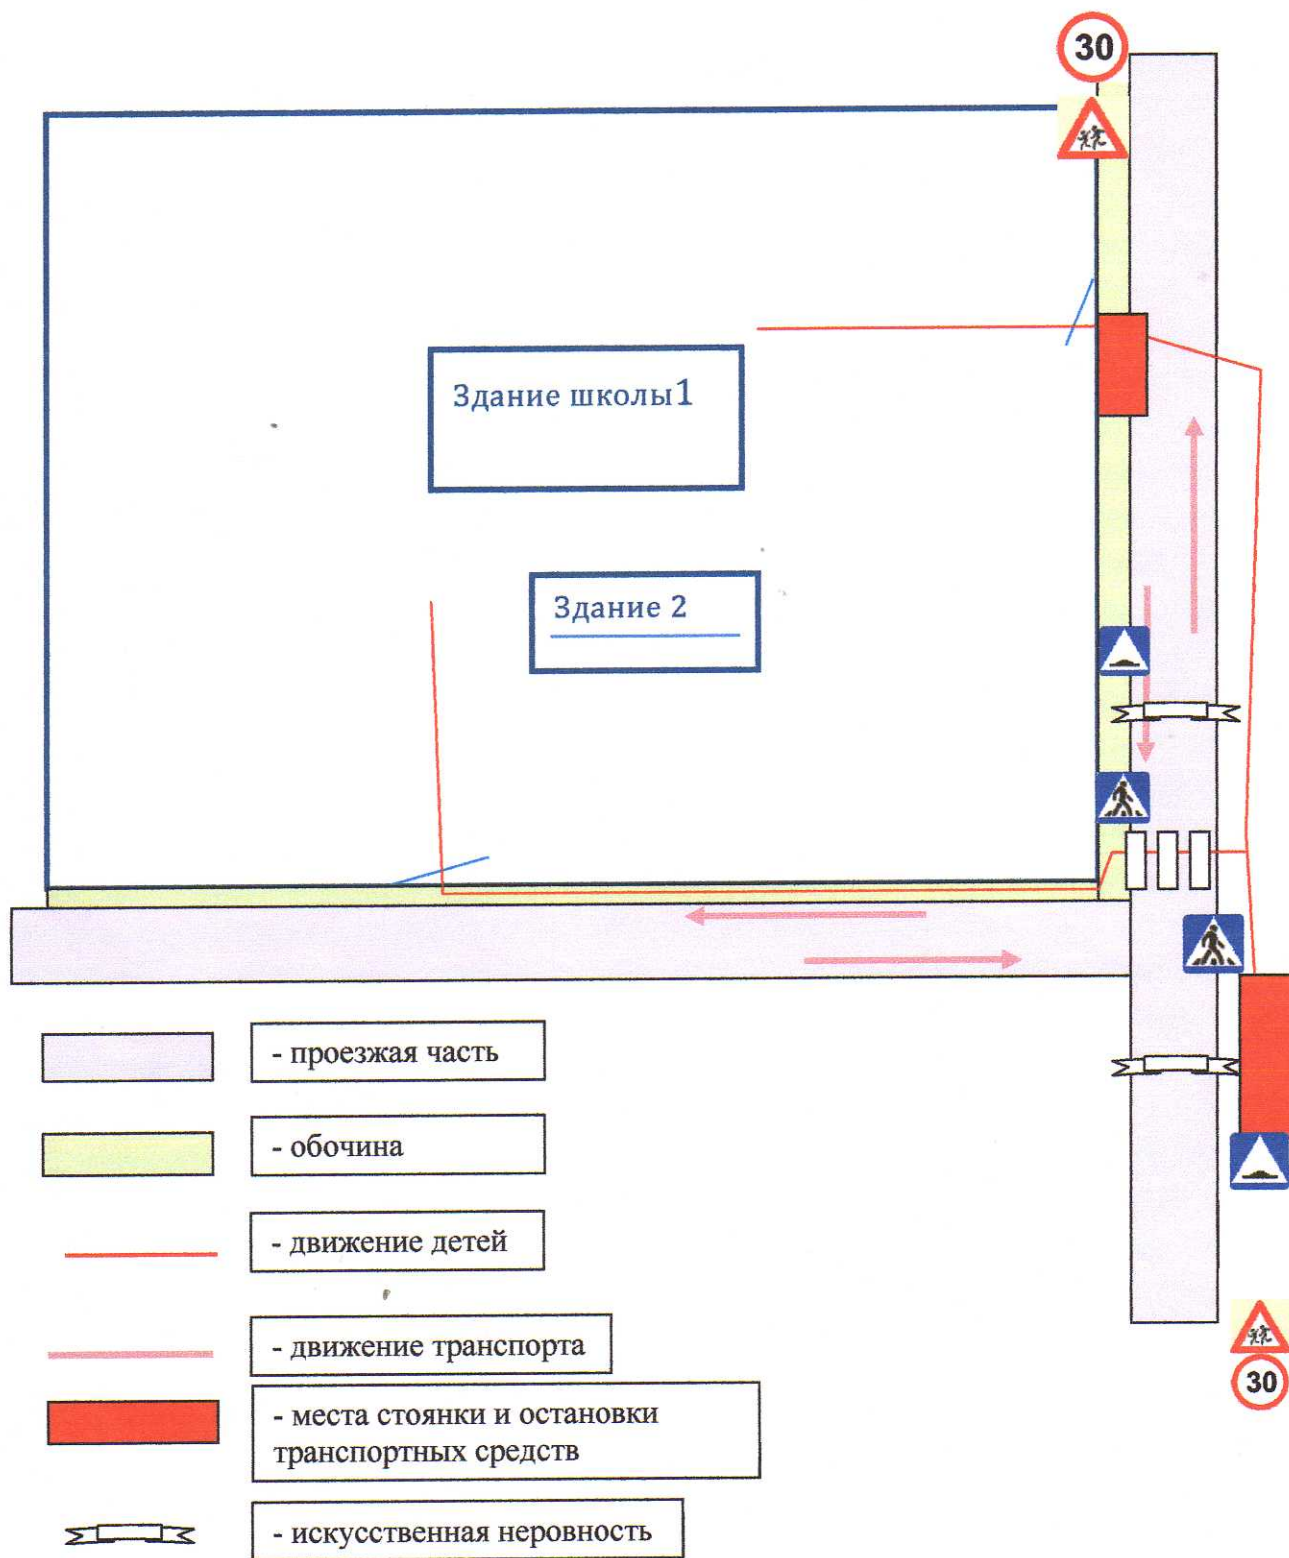 30
Здание школы1
Здание 2
- проезжая часть
- обочина
- движение детей
- движение транспорта
- места стоянки и остановки
транспортных средств
- искусственная неровность
30